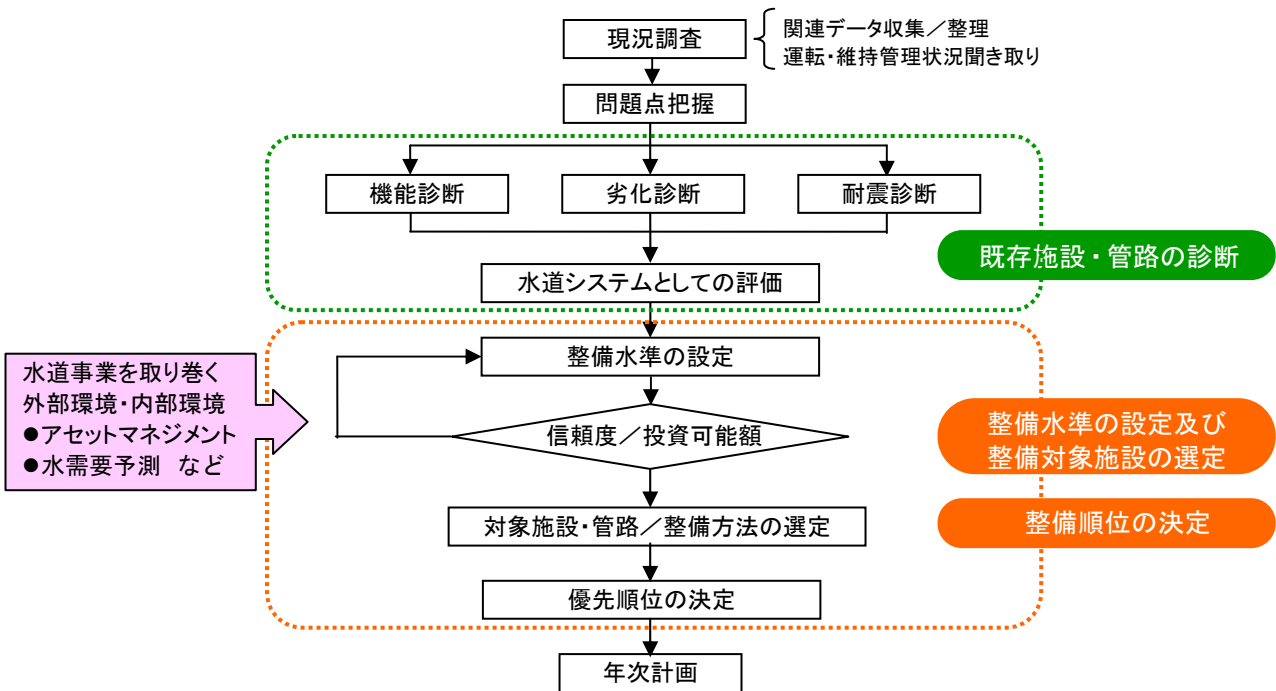 現況調査
関連データ収集／整理
運転・維持管理状況聞き取り
問題点把握
機能診断
劣化診断
耐震診断
既存施設・管路の診断
水道システムとしての評価
整備水準の設定
水道事業を取り巻く
外部環境・内部環境
●アセットマネジメント
●水需要予測　など
信頼度／投資可能額
整備水準の設定及び
整備対象施設の選定
対象施設・管路／整備方法の選定
整備順位の決定
優先順位の決定
年次計画